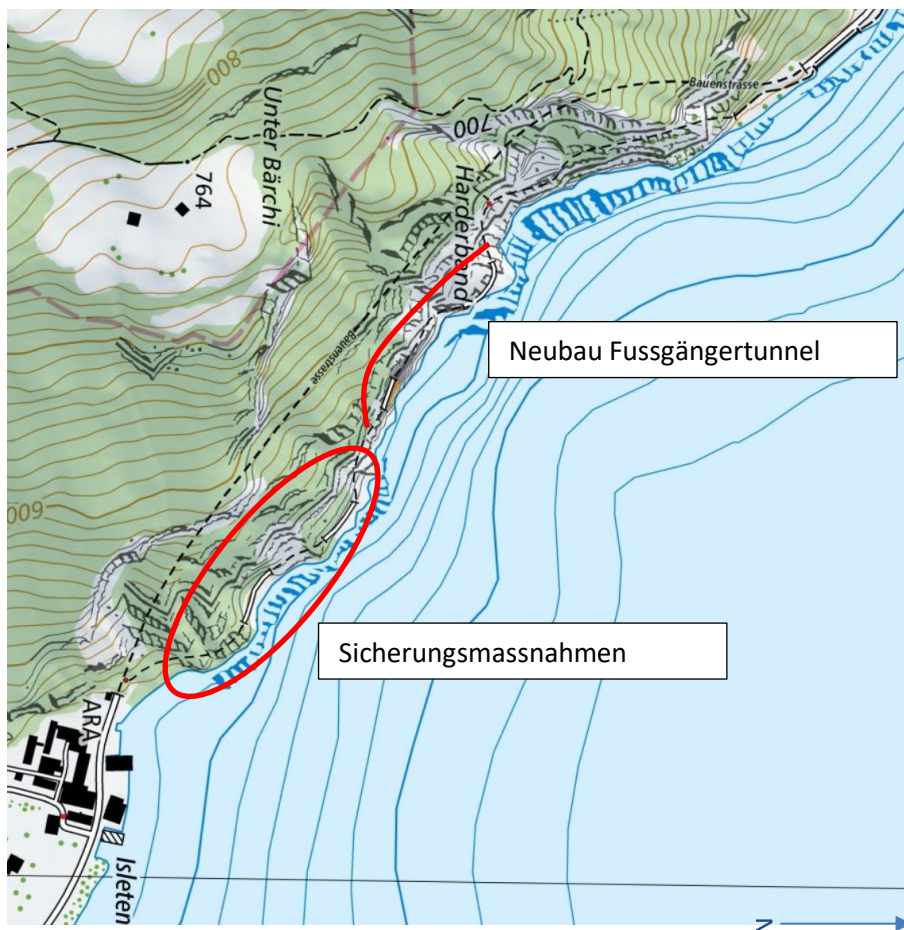 Bauenstrasse
800
Unter Bärchi
700
764
Harderband
Neubau Fussgängertunnel
Bauenstrasse
600
Sicherungsmassnahmen
ARA
Isleten
N